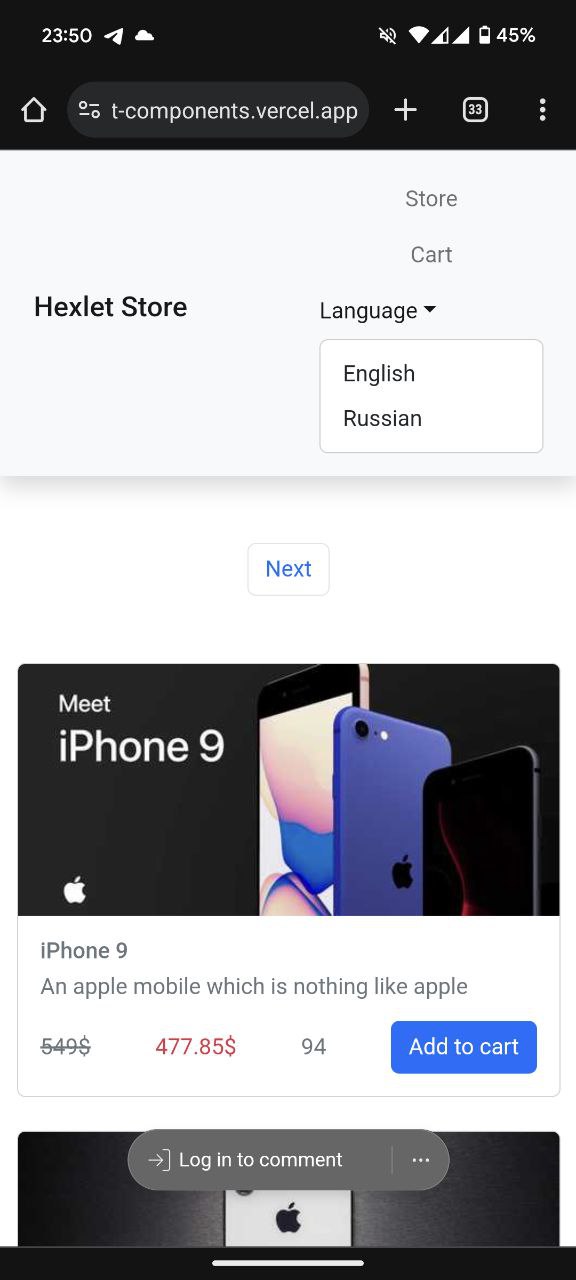 23:50
45%
t-components.vercel.app
33
Store
Cart
Hexlet Store
Language
English
Russian
Next
Meet
iPhone 9
iPhone 9
An apple mobile which is nothing like apple
549$ 477.85$ 94 Add to cart
Log in to comment